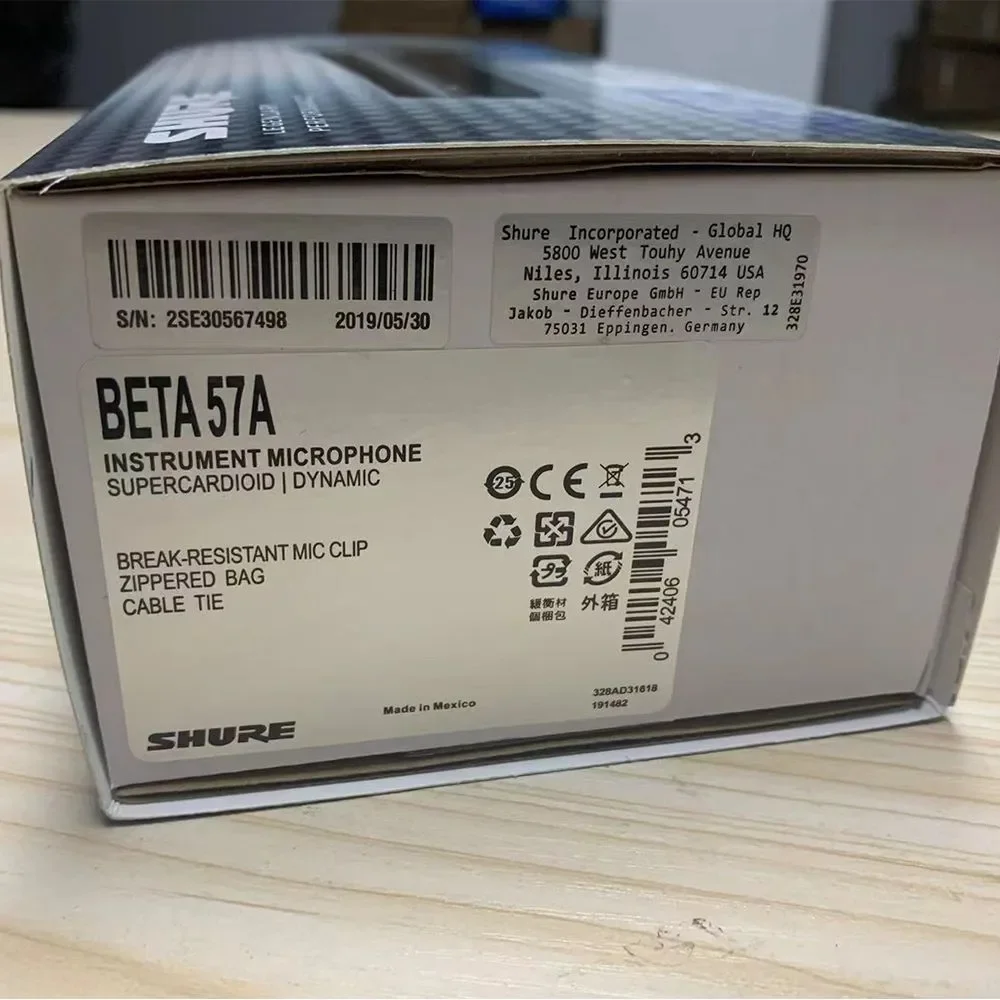 SHURE
LEGENDARY
S/N: 2SE30567498 2019/05/30
Shure Incorporated - Global HQ
5800 West Touhy Avenue
Niles, Illinois 60714 USA
Shure Europe GmbH - EU Rep
Jakob - Dieffenbacher - Str. 12
75031 Eppingen. Germany
328E31970
BETA 57A
INSTRUMENT MICROPHONE
SUPERCARDIOID | DYNAMIC
BREAK-RESISTANT MIC CLIP
ZIPPERED BAG
CABLE TIE
25 CE
プラ 紙
緩衝材 外箱
個梱包
0 42406 05471 3
Made in Mexico
328AD31618
191482
SHURE